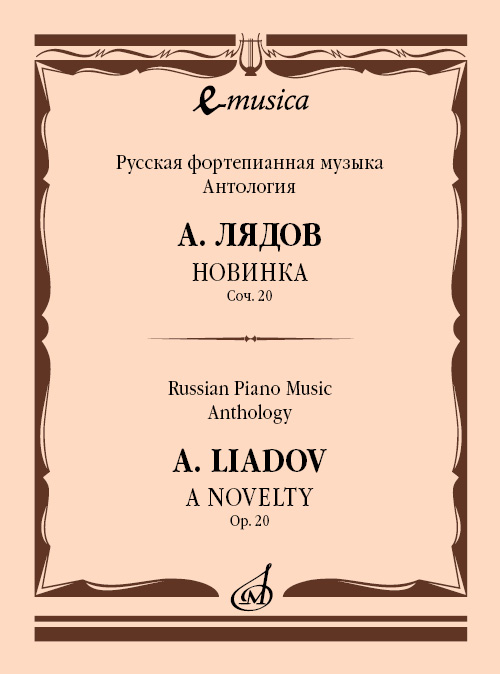 e-musica
Русская фортепианная музыка
Антология
А. ЛЯДОВ
НОВИНКА
Соч. 20
Russian Piano Music
Anthology
A. LIADOV
A NOVELTY
Op. 20
М